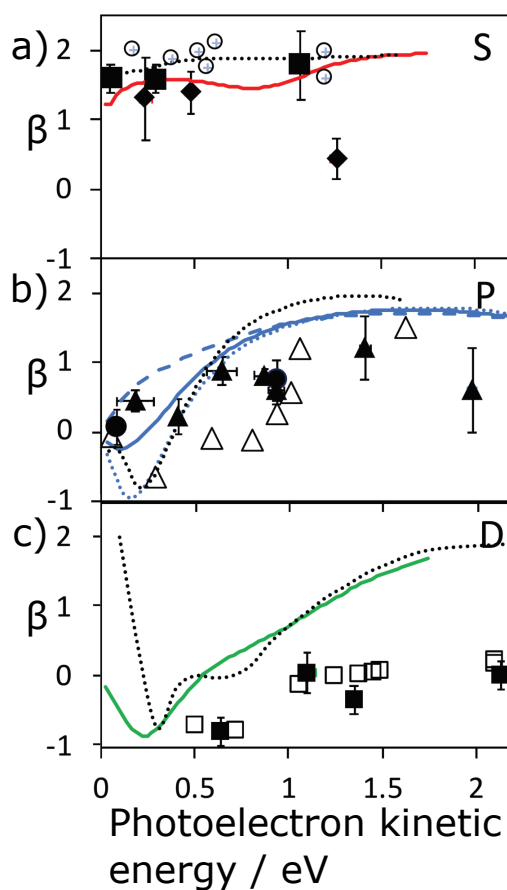 a) 2 S
β 1
0
-1
b) 2 P
β 1
0
-1
c) 2 D
β 1
0
-1
0 0.5 1 1.5 2
Photoelectron kinetic
energy / eV